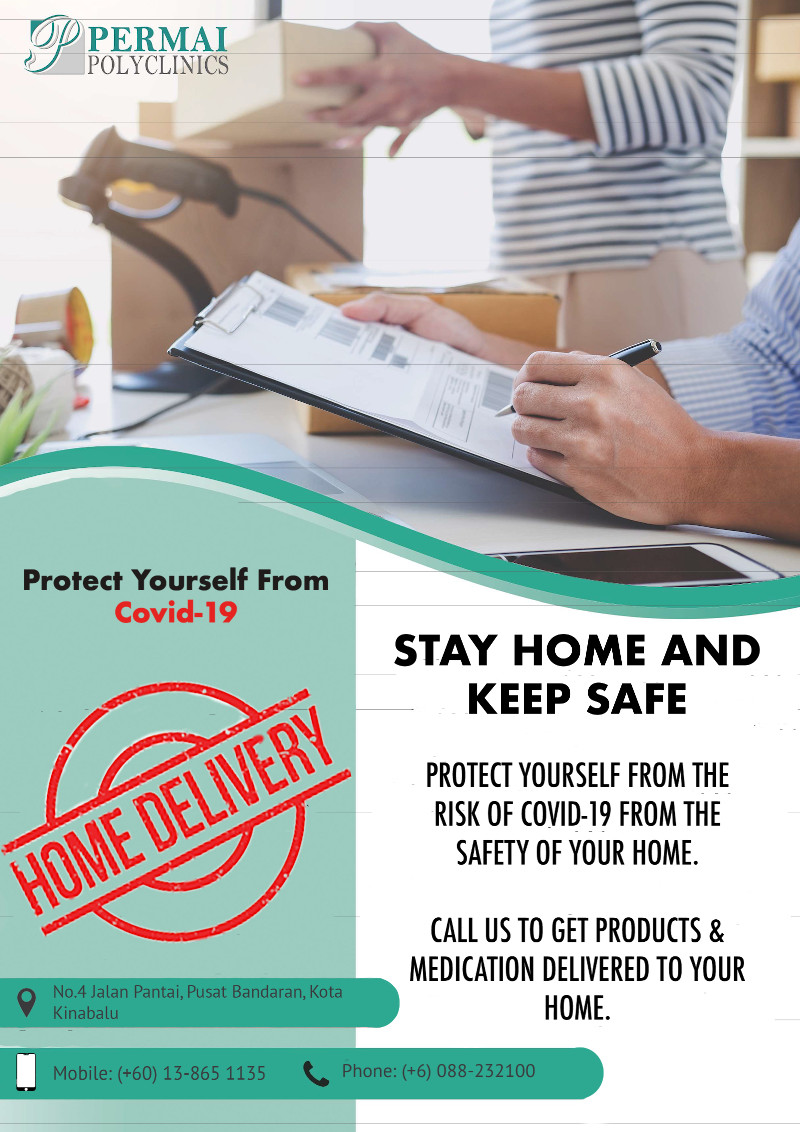 PERMAI
POLYCLINICS
Protect Yourself From
Covid-19
HOME DELIVERY
STAY HOME AND
KEEP SAFE
PROTECT YOURSELF FROM THE
RISK OF COVID-19 FROM THE
SAFETY OF YOUR HOME.
CALL US TO GET PRODUCTS &
MEDICATION DELIVERED TO YOUR
HOME.
No.4 Jalan Pantai, Pusat Bandaran, Kota
Kinabalu
Mobile: (+60) 13-865 1135
Phone: (+6) 088-232100